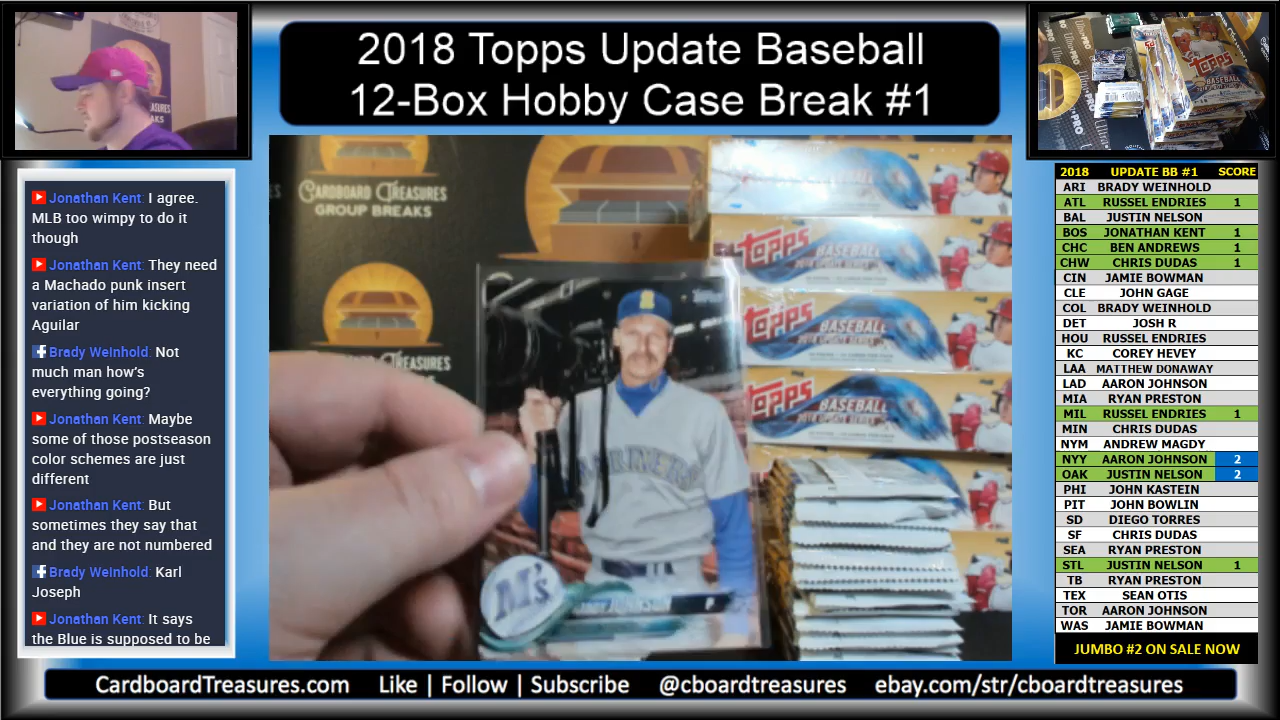 2018 Topps Update Baseball
12-Box Hobby Case Break #1
Jonathan Kent: I agree.
MLB too wimpy to do it
though
Jonathan Kent: They need
a Machado punk insert
variation of him kicking
Aguilar
Brady Weinhold: Not
much man how's
everything going?
Jonathan Kent: Maybe
some of those postseason
color schemes are just
different
Jonathan Kent: But
sometimes they say that
and they are not numbered
Brady Weinhold: Karl
Joseph
Jonathan Kent: It says
the Blue is supposed to be
CARDBOARD TREASURES
GROUP BREAKS
TOPPS
2018 UPDATE SERIES
TOPPS
BASEBALL
TOPPS
BASEBALL
MARINERS
M's
P
TOPPS
BASEBALL
2018 UPDATE BB #1 SCORE
ARI BRADY WEINHOLD
ATL RUSSEL ENDRIES 1
BAL JUSTIN NELSON
BOS JONATHAN KENT 1
CHC BEN ANDREWS 1
CHW CHRIS DUDAS 1
CIN JAMIE BOWMAN
CLE JOHN GAGE
COL BRADY WEINHOLD
DET JOSH R
HOU RUSSEL ENDRIES
KC COREY HEVEY
LAA MATTHEW DONAWAY
LAD AARON JOHNSON
MIA RYAN PRESTON
MIL RUSSEL ENDRIES 1
MIN CHRIS DUDAS
NYM ANDREW MAGDY
NYY AARON JOHNSON 2
OAK JUSTIN NELSON 2
PHI JOHN KASTEIN
PIT JOHN BOWLIN
SD DIEGO TORRES
SF CHRIS DUDAS
SEA RYAN PRESTON
STL JUSTIN NELSON 1
TB RYAN PRESTON
TEX SEAN OTIS
TOR AARON JOHNSON
WAS JAMIE BOWMAN
JUMBO #2 ON SALE NOW
CardboardTreasures.com Like | Follow | Subscribe @cboardtreasures ebay.com/str/cboardtreasures